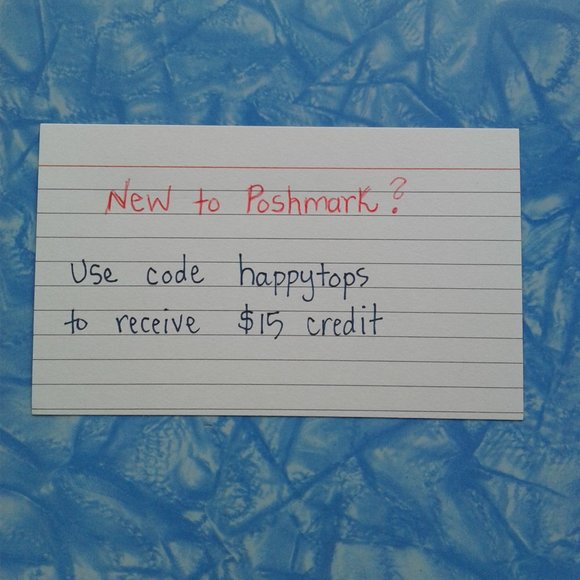 New to Poshmark?
Use code happytops
to receive $15 credit